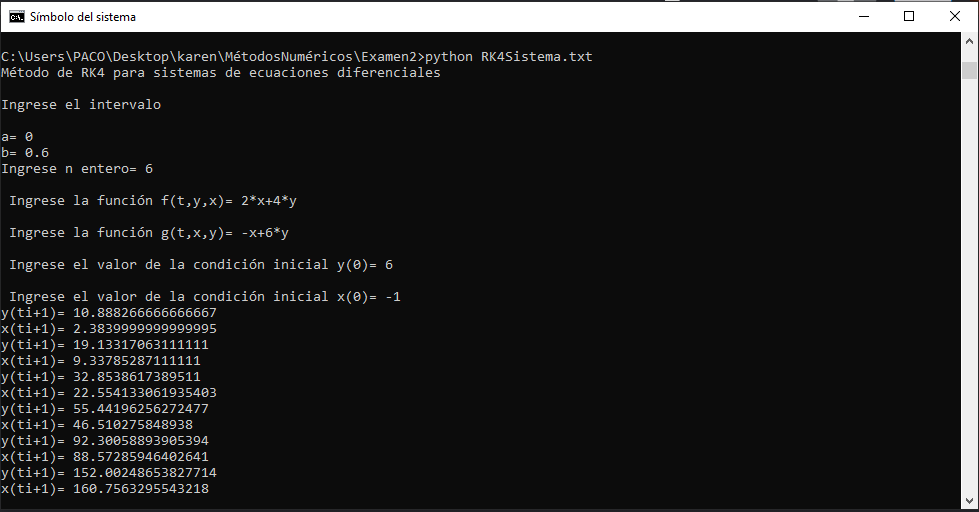 Símbolo del sistema
C:\Users\PACO\Desktop\karen\MétodosNuméricos\Examen2>python RK4Sistema.txt
Método de RK4 para sistemas de ecuaciones diferenciales
Ingrese el intervalo
a= 0
b= 0.6
Ingrese n entero= 6
Ingrese la función f(t,y,x)= 2*x+4*y
Ingrese la función g(t,x,y)= -x+6*y
Ingrese el valor de la condición inicial y(0)= 6
Ingrese el valor de la condición inicial x(0)= -1
y(ti+1)= 10.888266666666667
x(ti+1)= 2.3839999999999995
y(ti+1)= 19.13317063111111
x(ti+1)= 9.33785287111111
y(ti+1)= 32.8538617389511
x(ti+1)= 22.554133061935403
y(ti+1)= 55.44196256272477
x(ti+1)= 46.510275848938
y(ti+1)= 92.30058893905394
x(ti+1)= 88.57285946402641
y(ti+1)= 152.00248653827714
x(ti+1)= 160.7563295543218